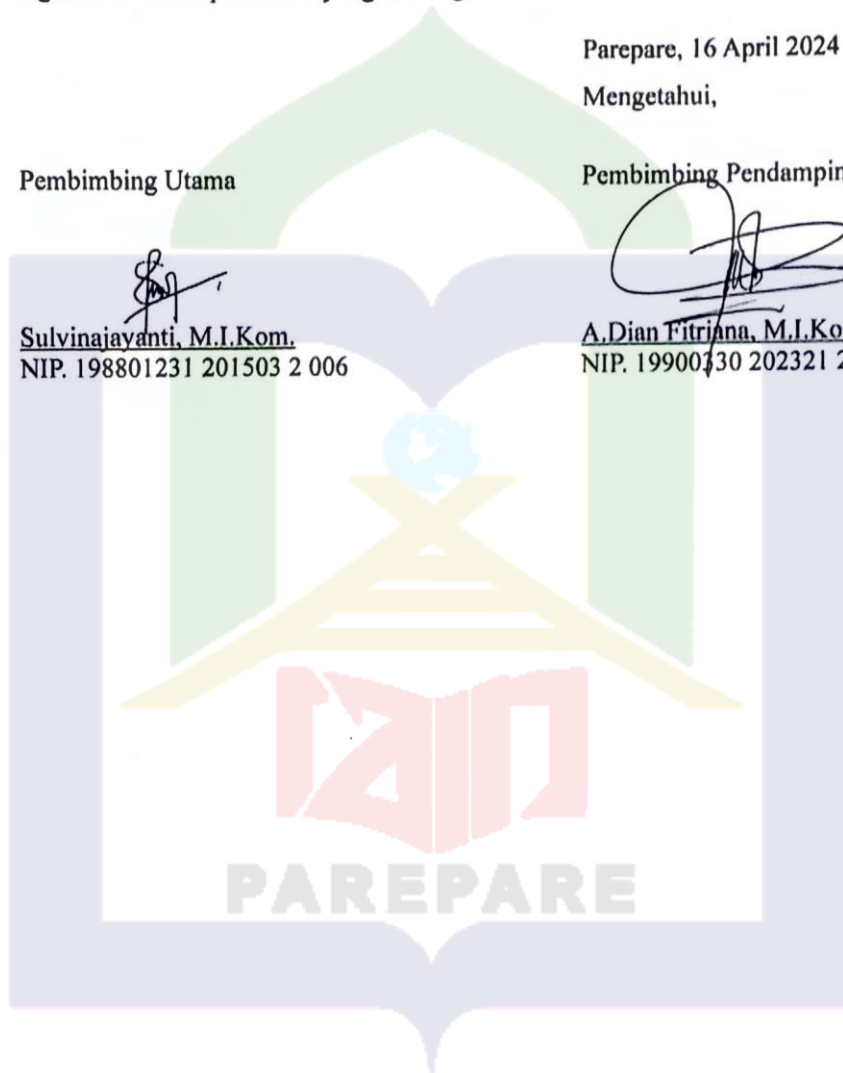 Parepare, 16 April 2024
Mengetahui,
Pembimbing Utama
Pembimbing Pendampin
Sulvinajayanti, M.I.Kom.
A.Dian Fitriana, M.I.Ko
NIP. 198801231 201503 2 006
NIP. 19900330 202321 2
iain
PAREPARE